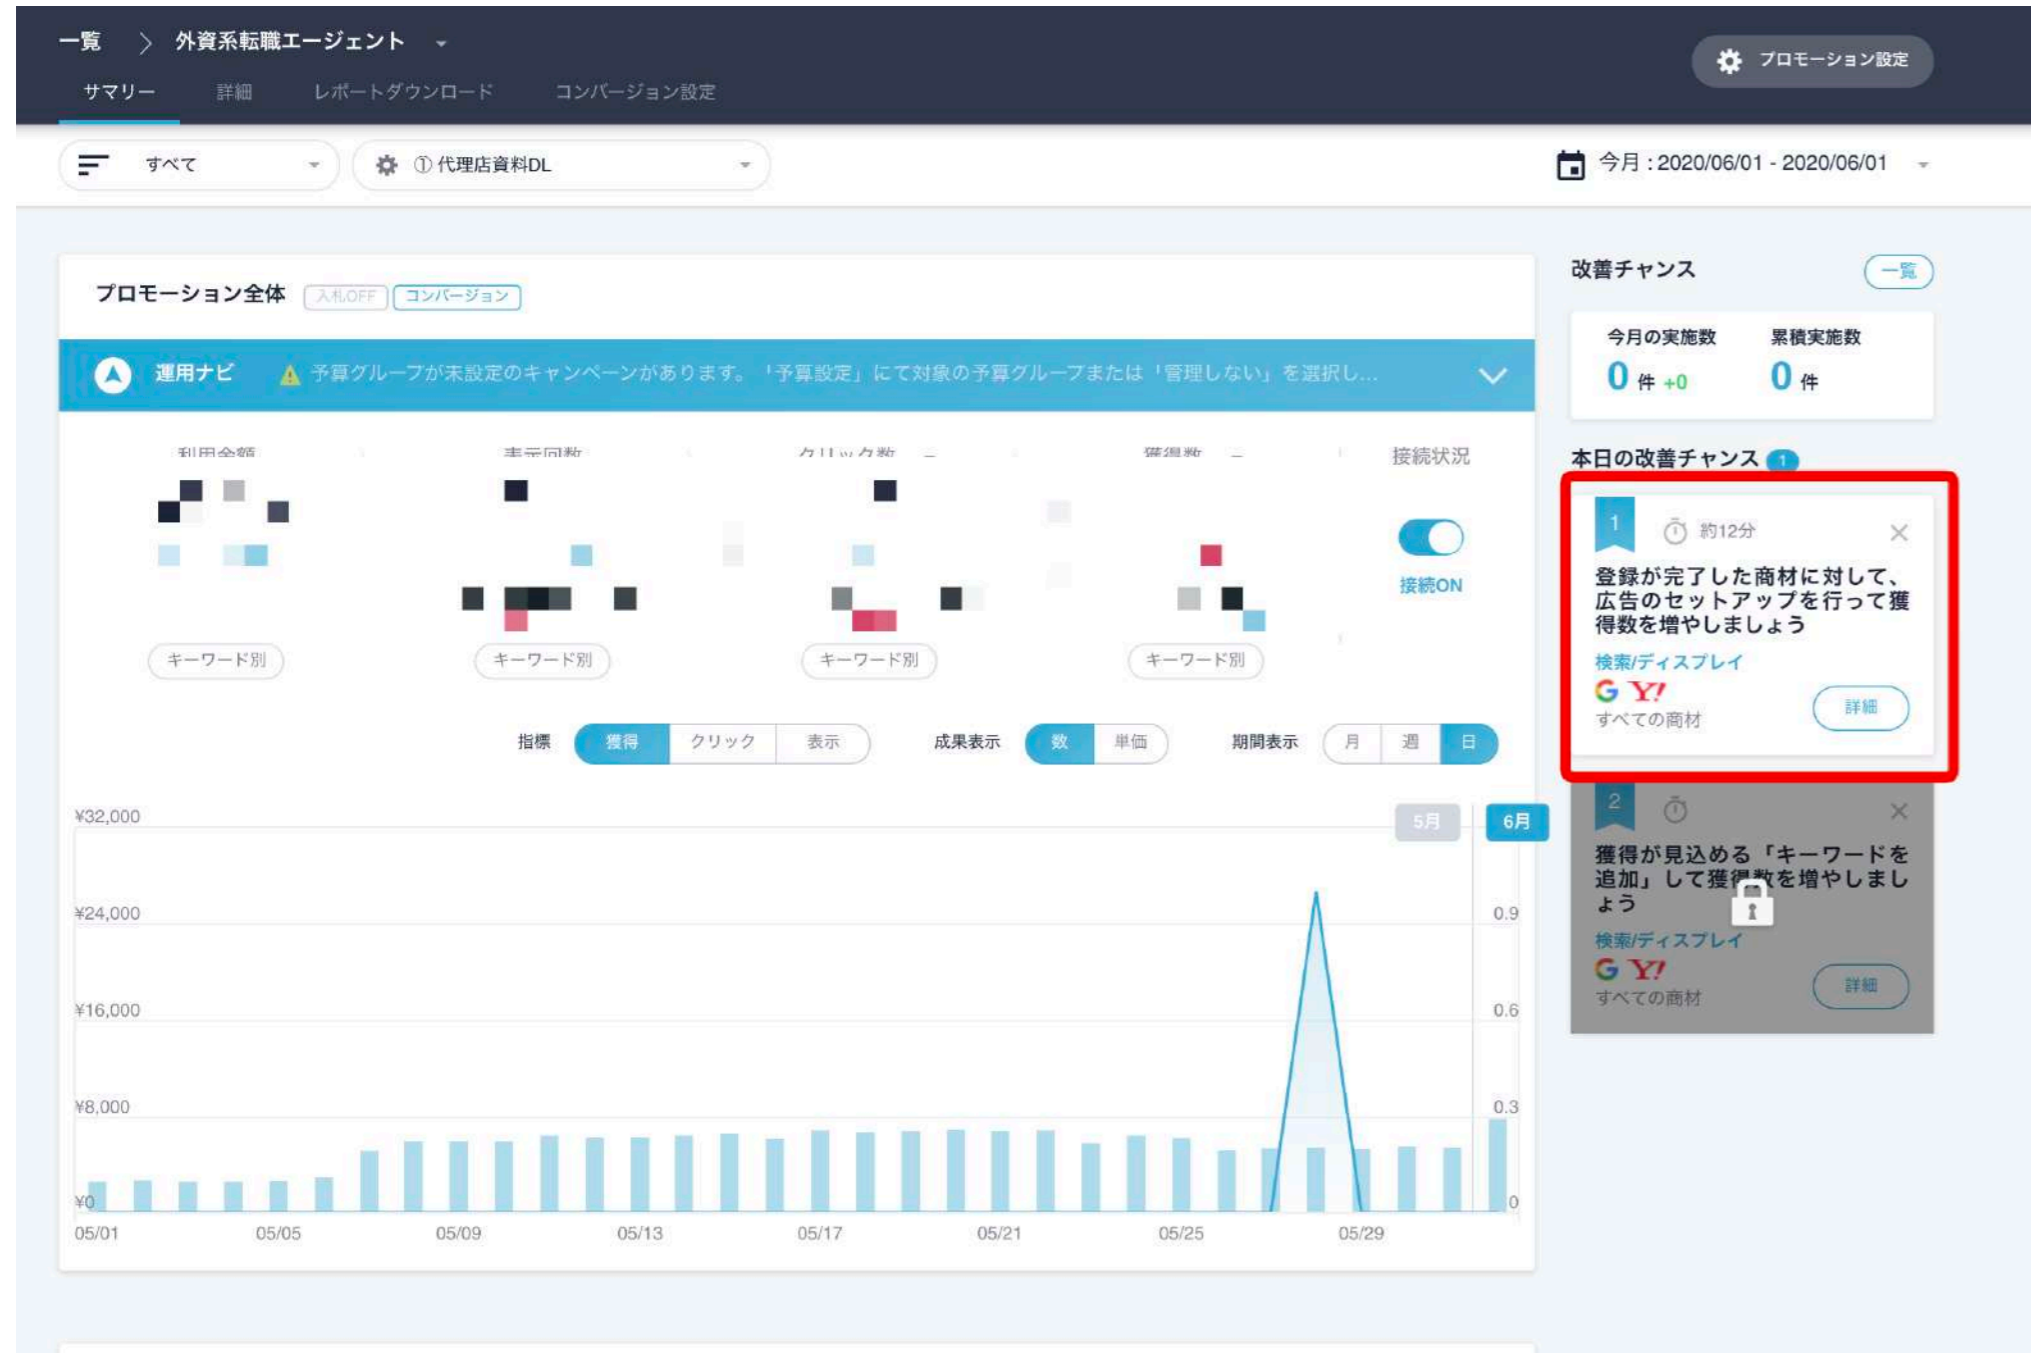 一覧 > 外資系転職エージェント
プロモーション設定
サマリー 詳細 レポートダウンロード コンバージョン設定
すべて ① 代理店資料DL 今月 : 2020/06/01 - 2020/06/01
プロモーション全体 入札OFF コンバージョン
運用ナビ 予算グループが未設定のキャンペーンがあります。「予算設定」にて対象の予算グループまたは「管理しない」を選択し...
利用金額 表示回数 クリック数 獲得数 接続状況
接続ON
キーワード別 キーワード別 キーワード別 キーワード別
指標 獲得 クリック 表示 成果表示 数 単価 期間表示 月 週 日
5月 6月
¥32,000
¥24,000 0.9
¥16,000 0.6
¥8,000 0.3
¥0 0
05/01 05/05 05/09 05/13 05/17 05/21 05/25 05/29
改善チャンス 一覧
今月の実施数 累積実施数
0 件 +0 0 件
本日の改善チャンス 1
1 約12分 ×
登録が完了した商材に対して、
広告のセットアップを行って獲
得数を増やしましょう
検索/ディスプレイ
G Y!
すべての商材 詳細
2 ×
獲得が見込める「キーワードを
追加」して獲得数を増やしまし
ょう
検索/ディスプレイ
G Y!
すべての商材 詳細